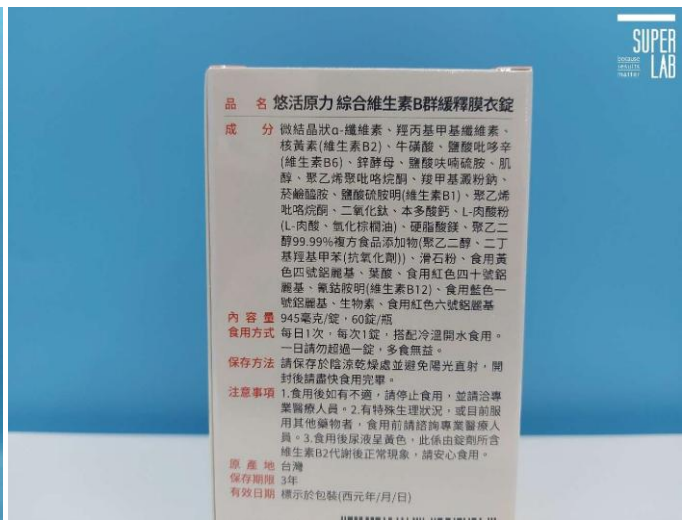 SUPER
LAB
because
results
matter
品名 悠活原力 綜合維生素B群緩釋膜衣錠
成分 微結晶狀α-纖維素、羥丙基甲基纖維素、
核黃素(維生素B2)、牛磺酸、鹽酸吡哆辛
(維生素B6)、鋅酵母、鹽酸呋喃硫胺、肌
醇、聚乙烯聚吡咯烷酮、羧甲基澱粉鈉、
菸鹼醯胺、鹽酸硫胺明(維生素B1)、聚乙烯
吡咯烷酮、二氧化鈦、本多酸鈣、L-肉酸粉
(L-肉酸、氫化棕櫚油)、硬脂酸鎂、聚乙二
醇99.99%複方食品添加物(聚乙二醇、二丁
基羥基甲苯(抗氧化劑))、滑石粉、食用黃
色四號鋁麗基、葉酸、食用紅色四十號鋁
麗基、氰鈷胺明(維生素B12)、食用藍色一
號鋁麗基、生物素、食用紅色六號鋁麗基
內容量 945毫克/錠,60錠/瓶
食用方式 每日1次,每次1錠,搭配冷溫開水食用。
一日請勿超過一錠,多食無益。
保存方法 請保存於陰涼乾燥處並避免陽光直射,開
封後請盡快食用完畢。
注意事項 1.食用後如有不適,請停止食用,並請洽專
業醫療人員。2.有特殊生理狀況,或目前服
用其他藥物者,食用前請諮詢專業醫療人
員。3.食用後尿液呈黃色,此係由錠劑所含
維生素B2代謝後正常現象,請安心食用。
原產地 台灣
保存期限 3年
有效日期 標示於包裝(西元年/月/日)